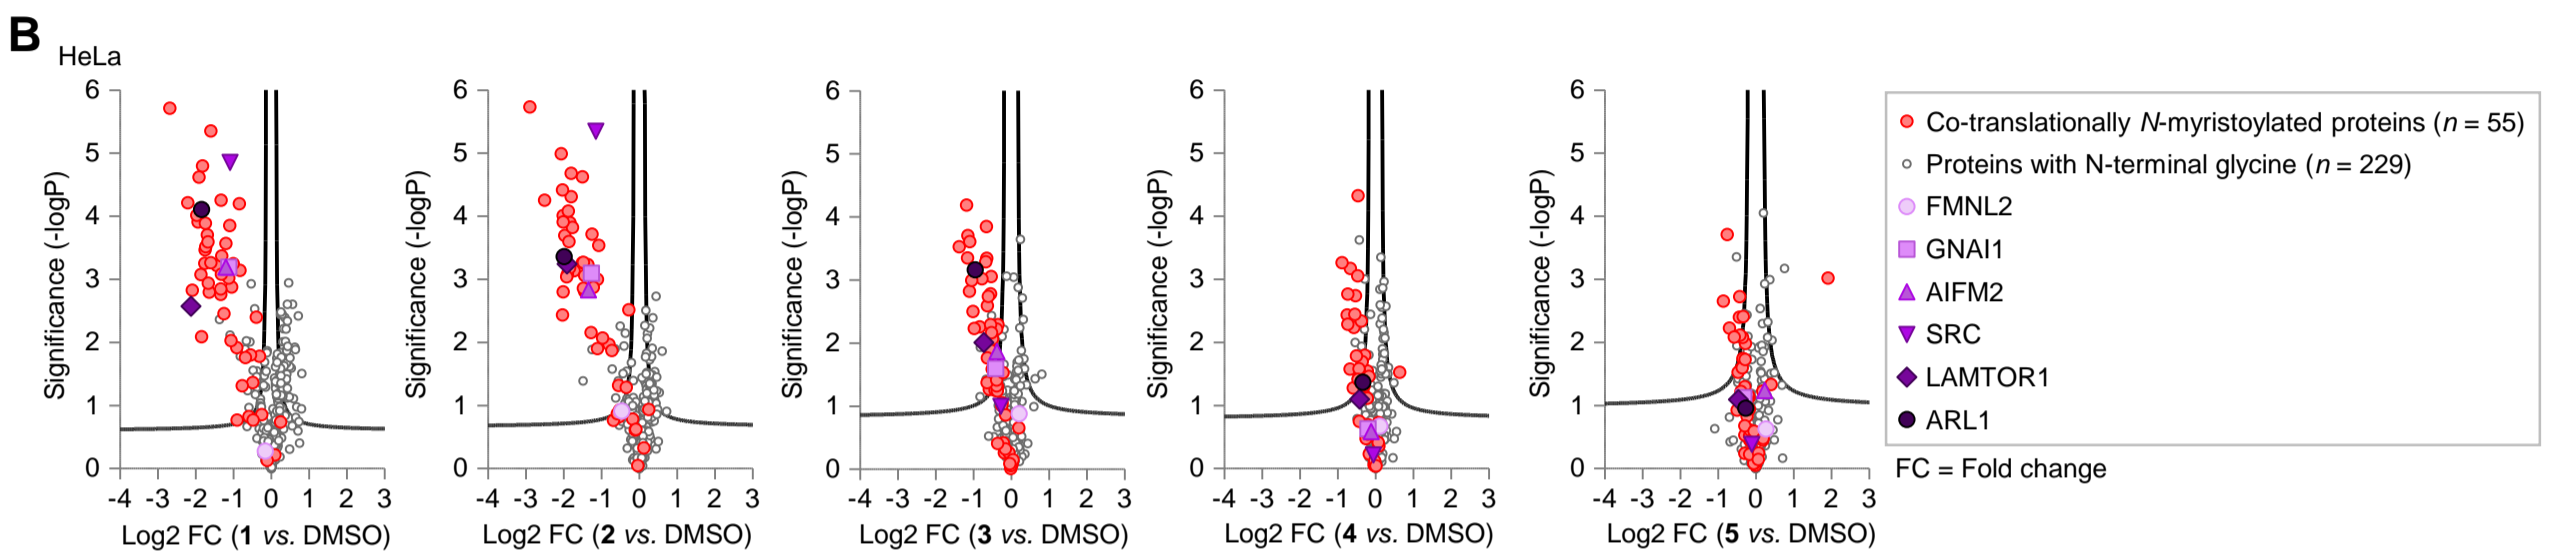 B
HeLa
Significance (-logP)
6
5
4
3
2
1
0
-4 -3 -2 -1 0 1 2 3
Log2 FC (1 vs. DMSO)
Significance (-logP)
6
5
4
3
2
1
0
-4 -3 -2 -1 0 1 2 3
Log2 FC (2 vs. DMSO)
Significance (-logP)
6
5
4
3
2
1
0
-4 -3 -2 -1 0 1 2 3
Log2 FC (3 vs. DMSO)
Significance (-logP)
6
5
4
3
2
1
0
-4 -3 -2 -1 0 1 2 3
Log2 FC (4 vs. DMSO)
Significance (-logP)
6
5
4
3
2
1
0
-4 -3 -2 -1 0 1 2 3
Log2 FC (5 vs. DMSO)
Co-translationally N-myristoylated proteins (n = 55)
Proteins with N-terminal glycine (n = 229)
FMNL2
GNAI1
AIFM2
SRC
LAMTOR1
ARL1
FC = Fold change